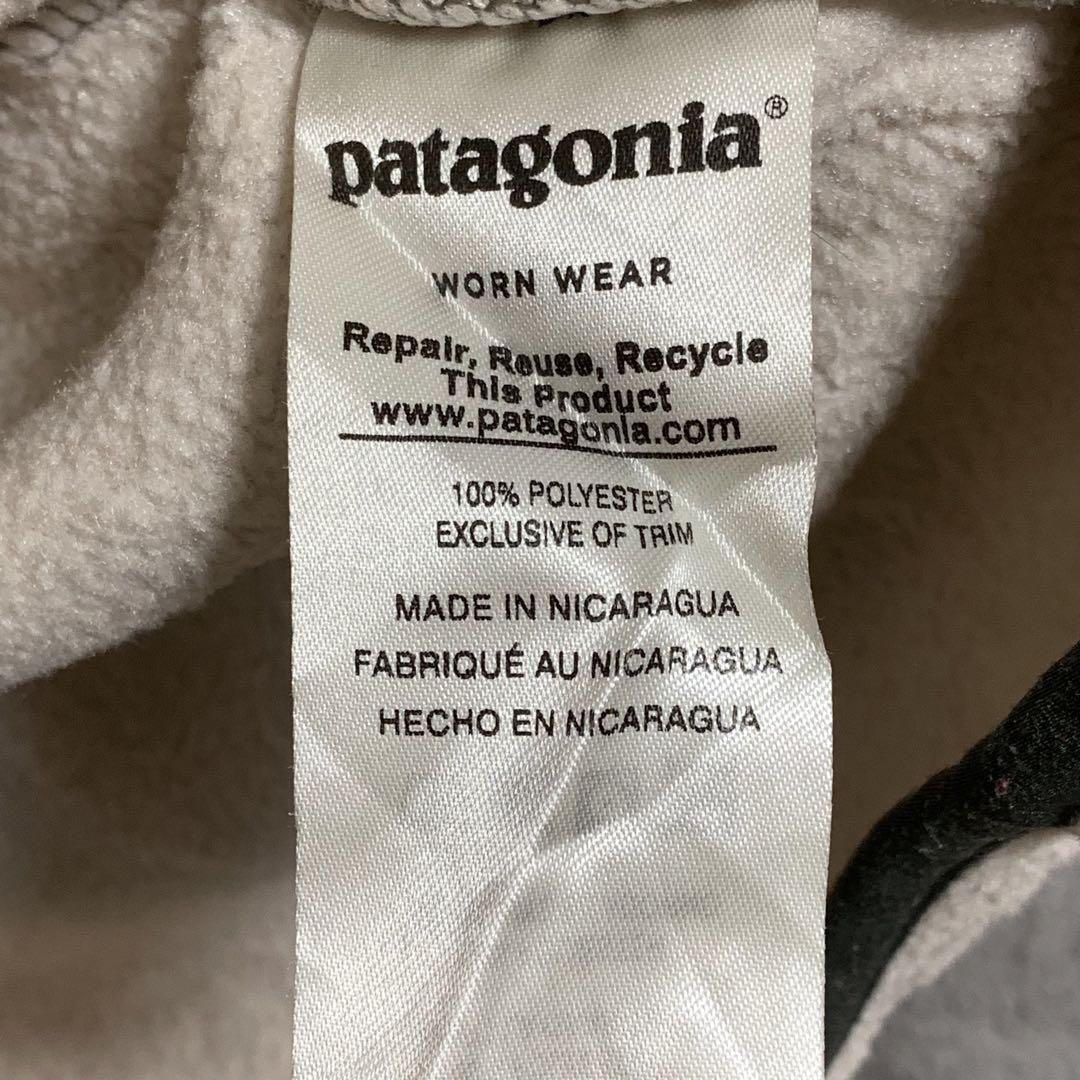 patagonia®
WORN WEAR
Repair, Reuse, Recycle
This Product
www.patagonia.com
100% POLYESTER
EXCLUSIVE OF TRIM
MADE IN NICARAGUA
FABRIQUÉ AU NICARAGUA
HECHO EN NICARAGUA